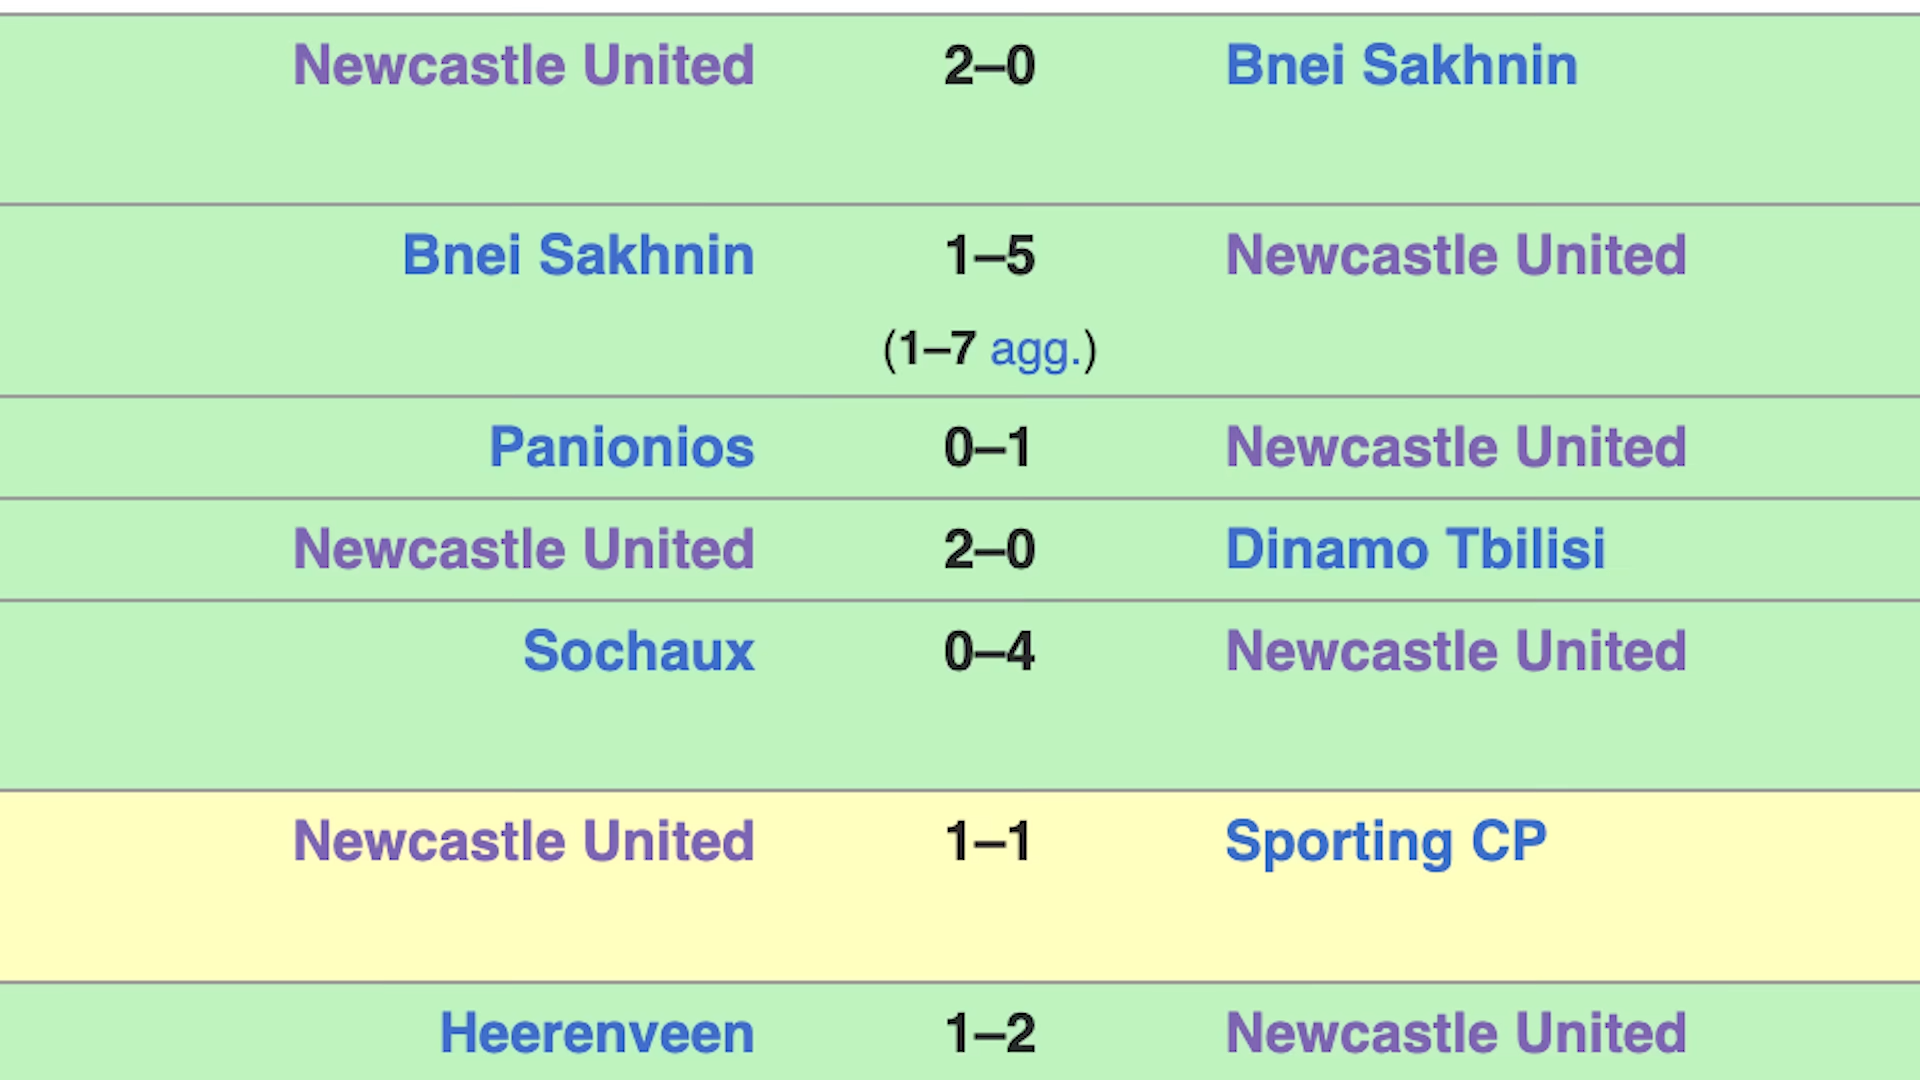 Newcastle United 2–0 Bnei Sakhnin
Bnei Sakhnin 1–5 Newcastle United
(1–7 agg.)
Panionios 0–1 Newcastle United
Newcastle United 2–0 Dinamo Tbilisi
Sochaux 0–4 Newcastle United
Newcastle United 1–1 Sporting CP
Heerenveen 1–2 Newcastle United